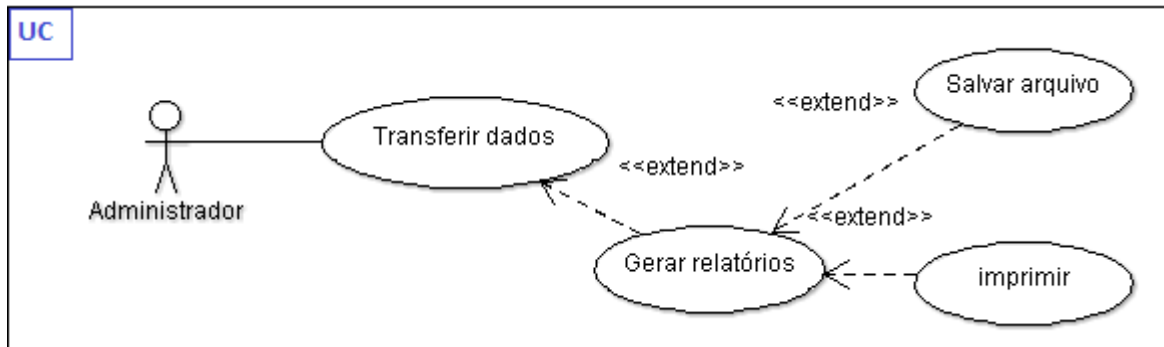 UC
Salvar arquivo
<<extend>>
Transferir dados
<<extend>>
Administrador
<<extend>>
Gerar relatórios
imprimir